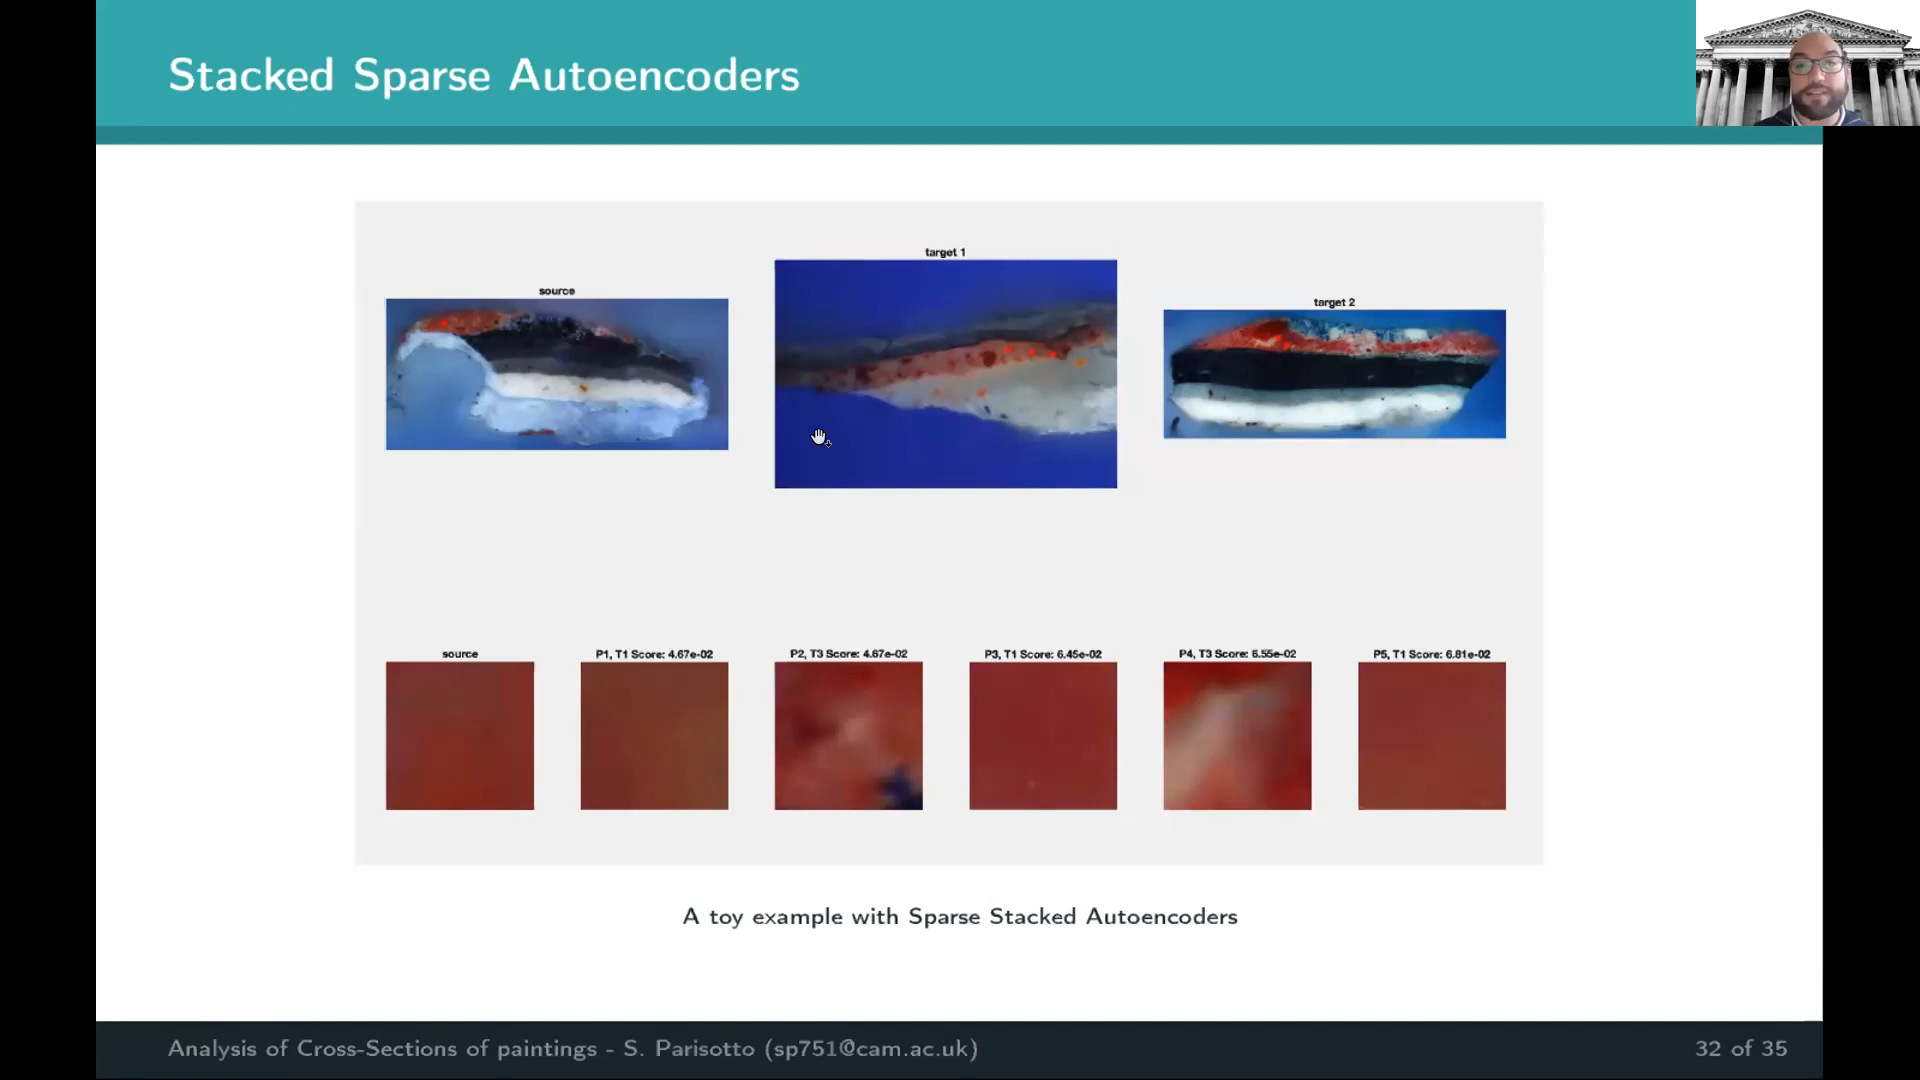 Stacked Sparse Autoencoders
source
target 1
target 2
source
P1, T1 Score: 4.67e-02
P2, T3 Score: 4.67e-02
P3, T1 Score: 6.45e-02
P4, T3 Score: 6.55e-02
P5, T1 Score: 6.81e-02
A toy example with Sparse Stacked Autoencoders
Analysis of Cross-Sections of paintings - S. Parisotto (sp751@cam.ac.uk)
32 of 35